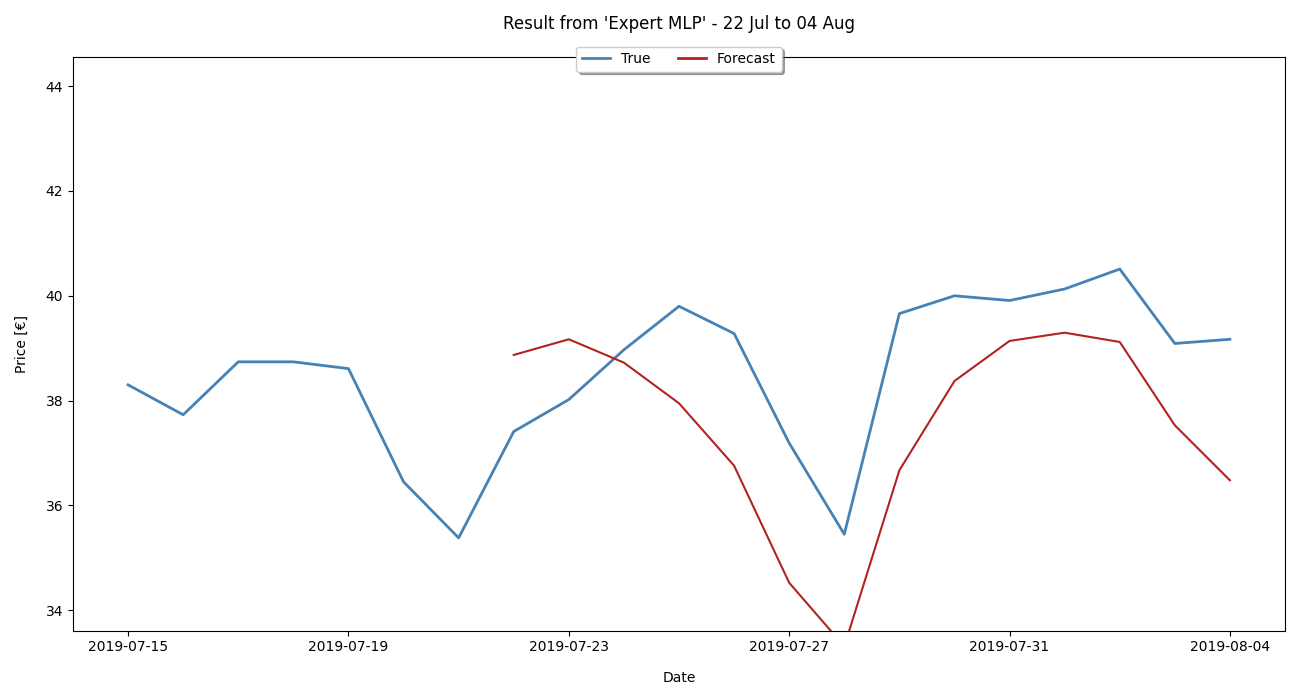 Result from 'Expert MLP' - 22 Jul to 04 Aug
True Forecast
44
42
40
38
36
34
Price [€]
2019-07-15 2019-07-19 2019-07-23 2019-07-27 2019-07-31 2019-08-04
Date